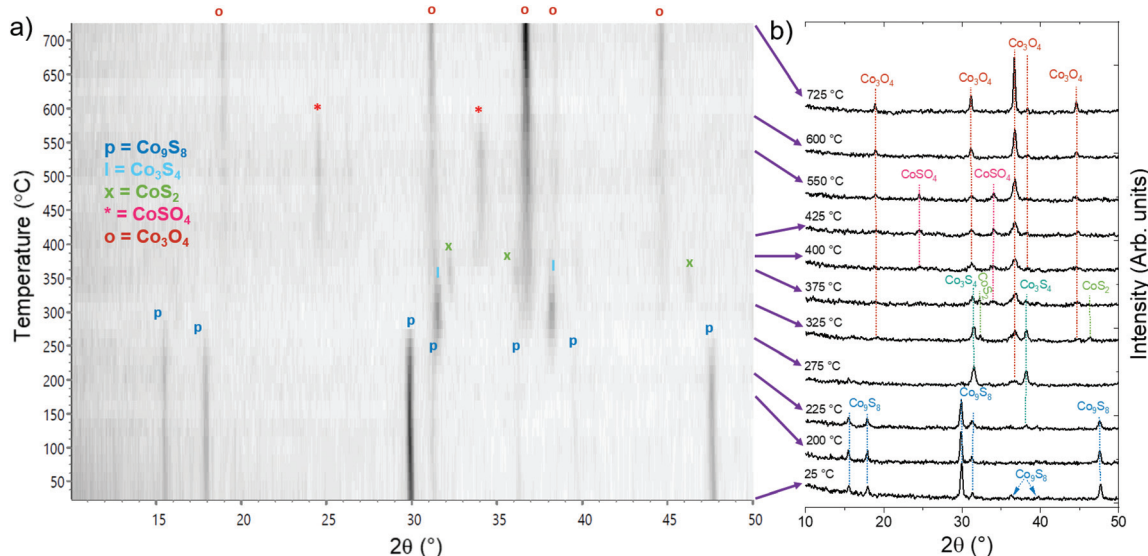 a)
o o o o o
Temperature (°C)
700
650
600
550
500
450
400
350
300
250
200
150
100
50
* *
p = Co₉S₈
l = Co₃S₄
x = CoS₂
* = CoSO₄
o = Co₃O₄
x x x
l l
p p p p p p p
15 20 25 30 35 40 45 50
2θ (°)
b)
Co₃O₄
Co₃O₄ Co₃O₄ Co₃O₄
725 °C
600 °C
CoSO₄ CoSO₄
550 °C
425 °C
400 °C
375 °C
Co₃S₄ CoS₂ Co₃S₄ CoS₂
325 °C
275 °C
Co₉S₈ Co₉S₈ Co₉S₈
225 °C
200 °C
25 °C
Co₉S₈
10 20 30 40 50
2θ (°)
Intensity (Arb. units)